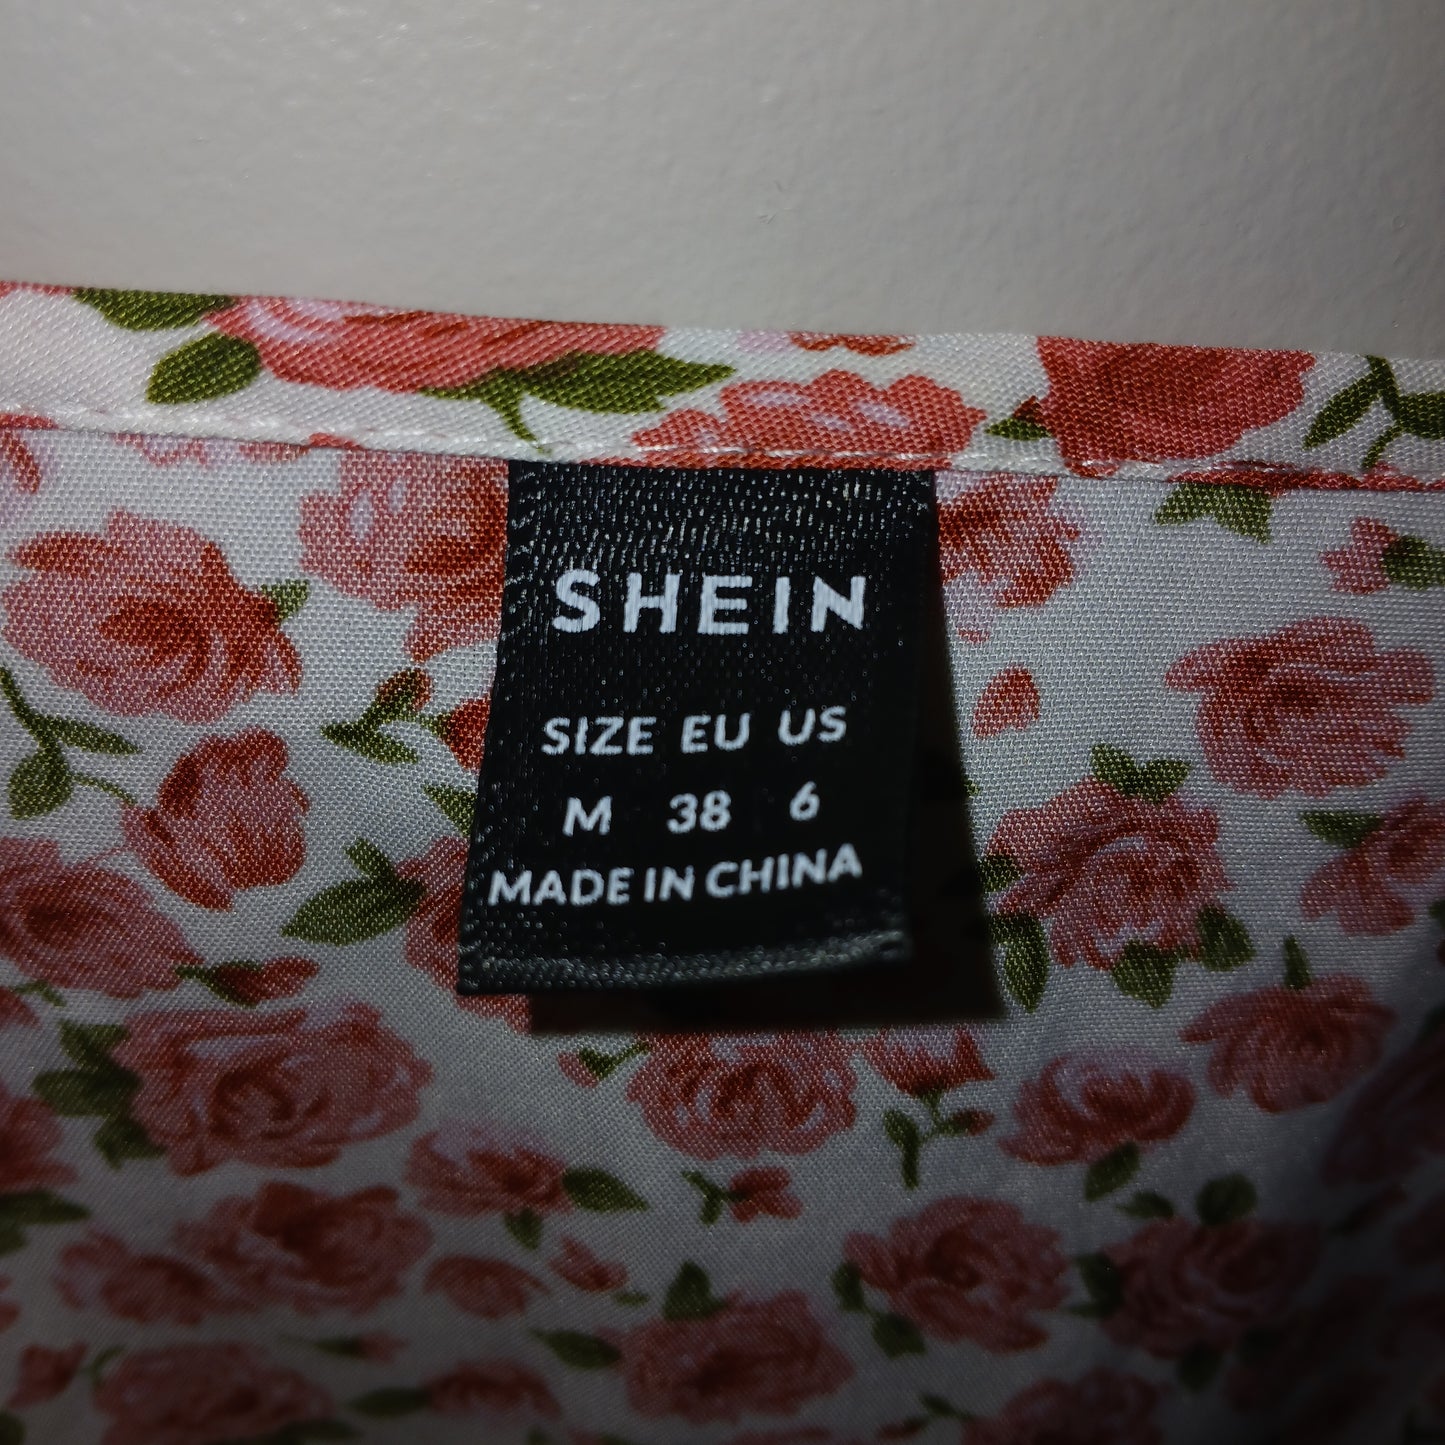 SHEIN
SIZE EU US
M 38 6
MADE IN CHINA